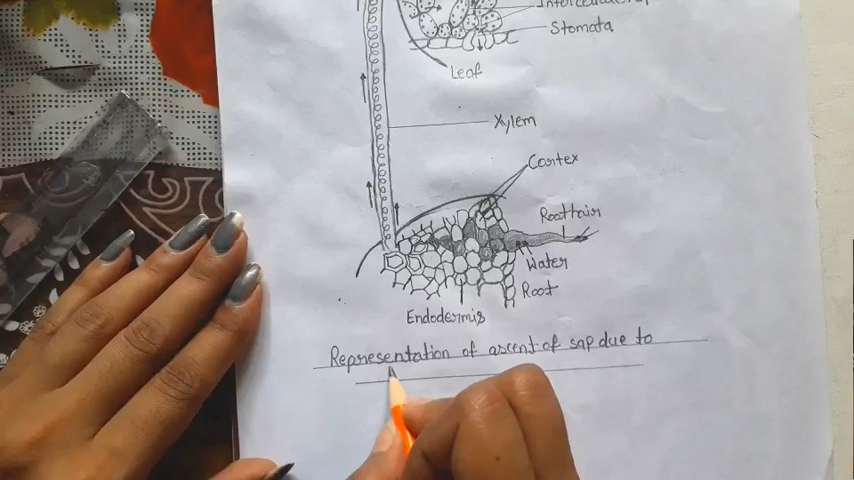 Stomata
Leaf
Xylem
Cortex
Root hair
Water
Root
Endodermis
Representation of ascent of sap due to